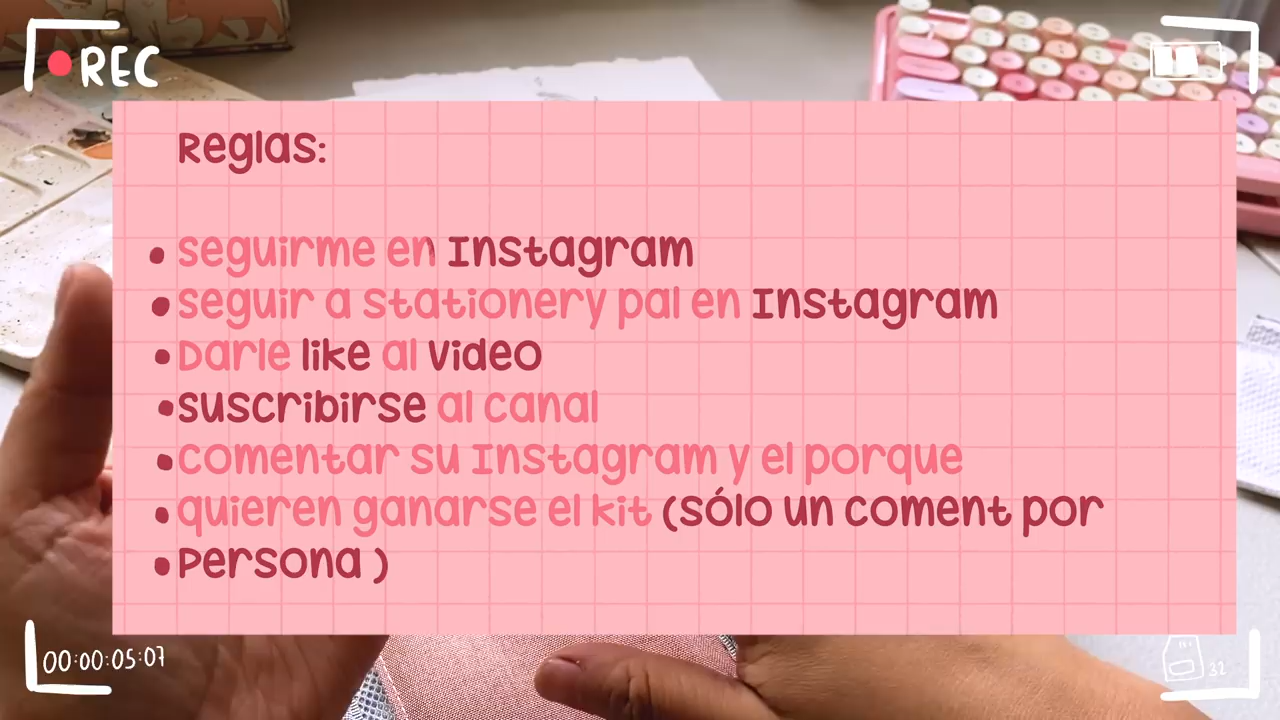 REC
Reglas:
• seguirme en Instagram
• seguir a stationery pal en Instagram
• Darle like al video
• suscribirse al canal
• comentar su Instagram y el porque
• quieren ganarse el kit (sólo un coment por
• persona )
00:00:05:07
32